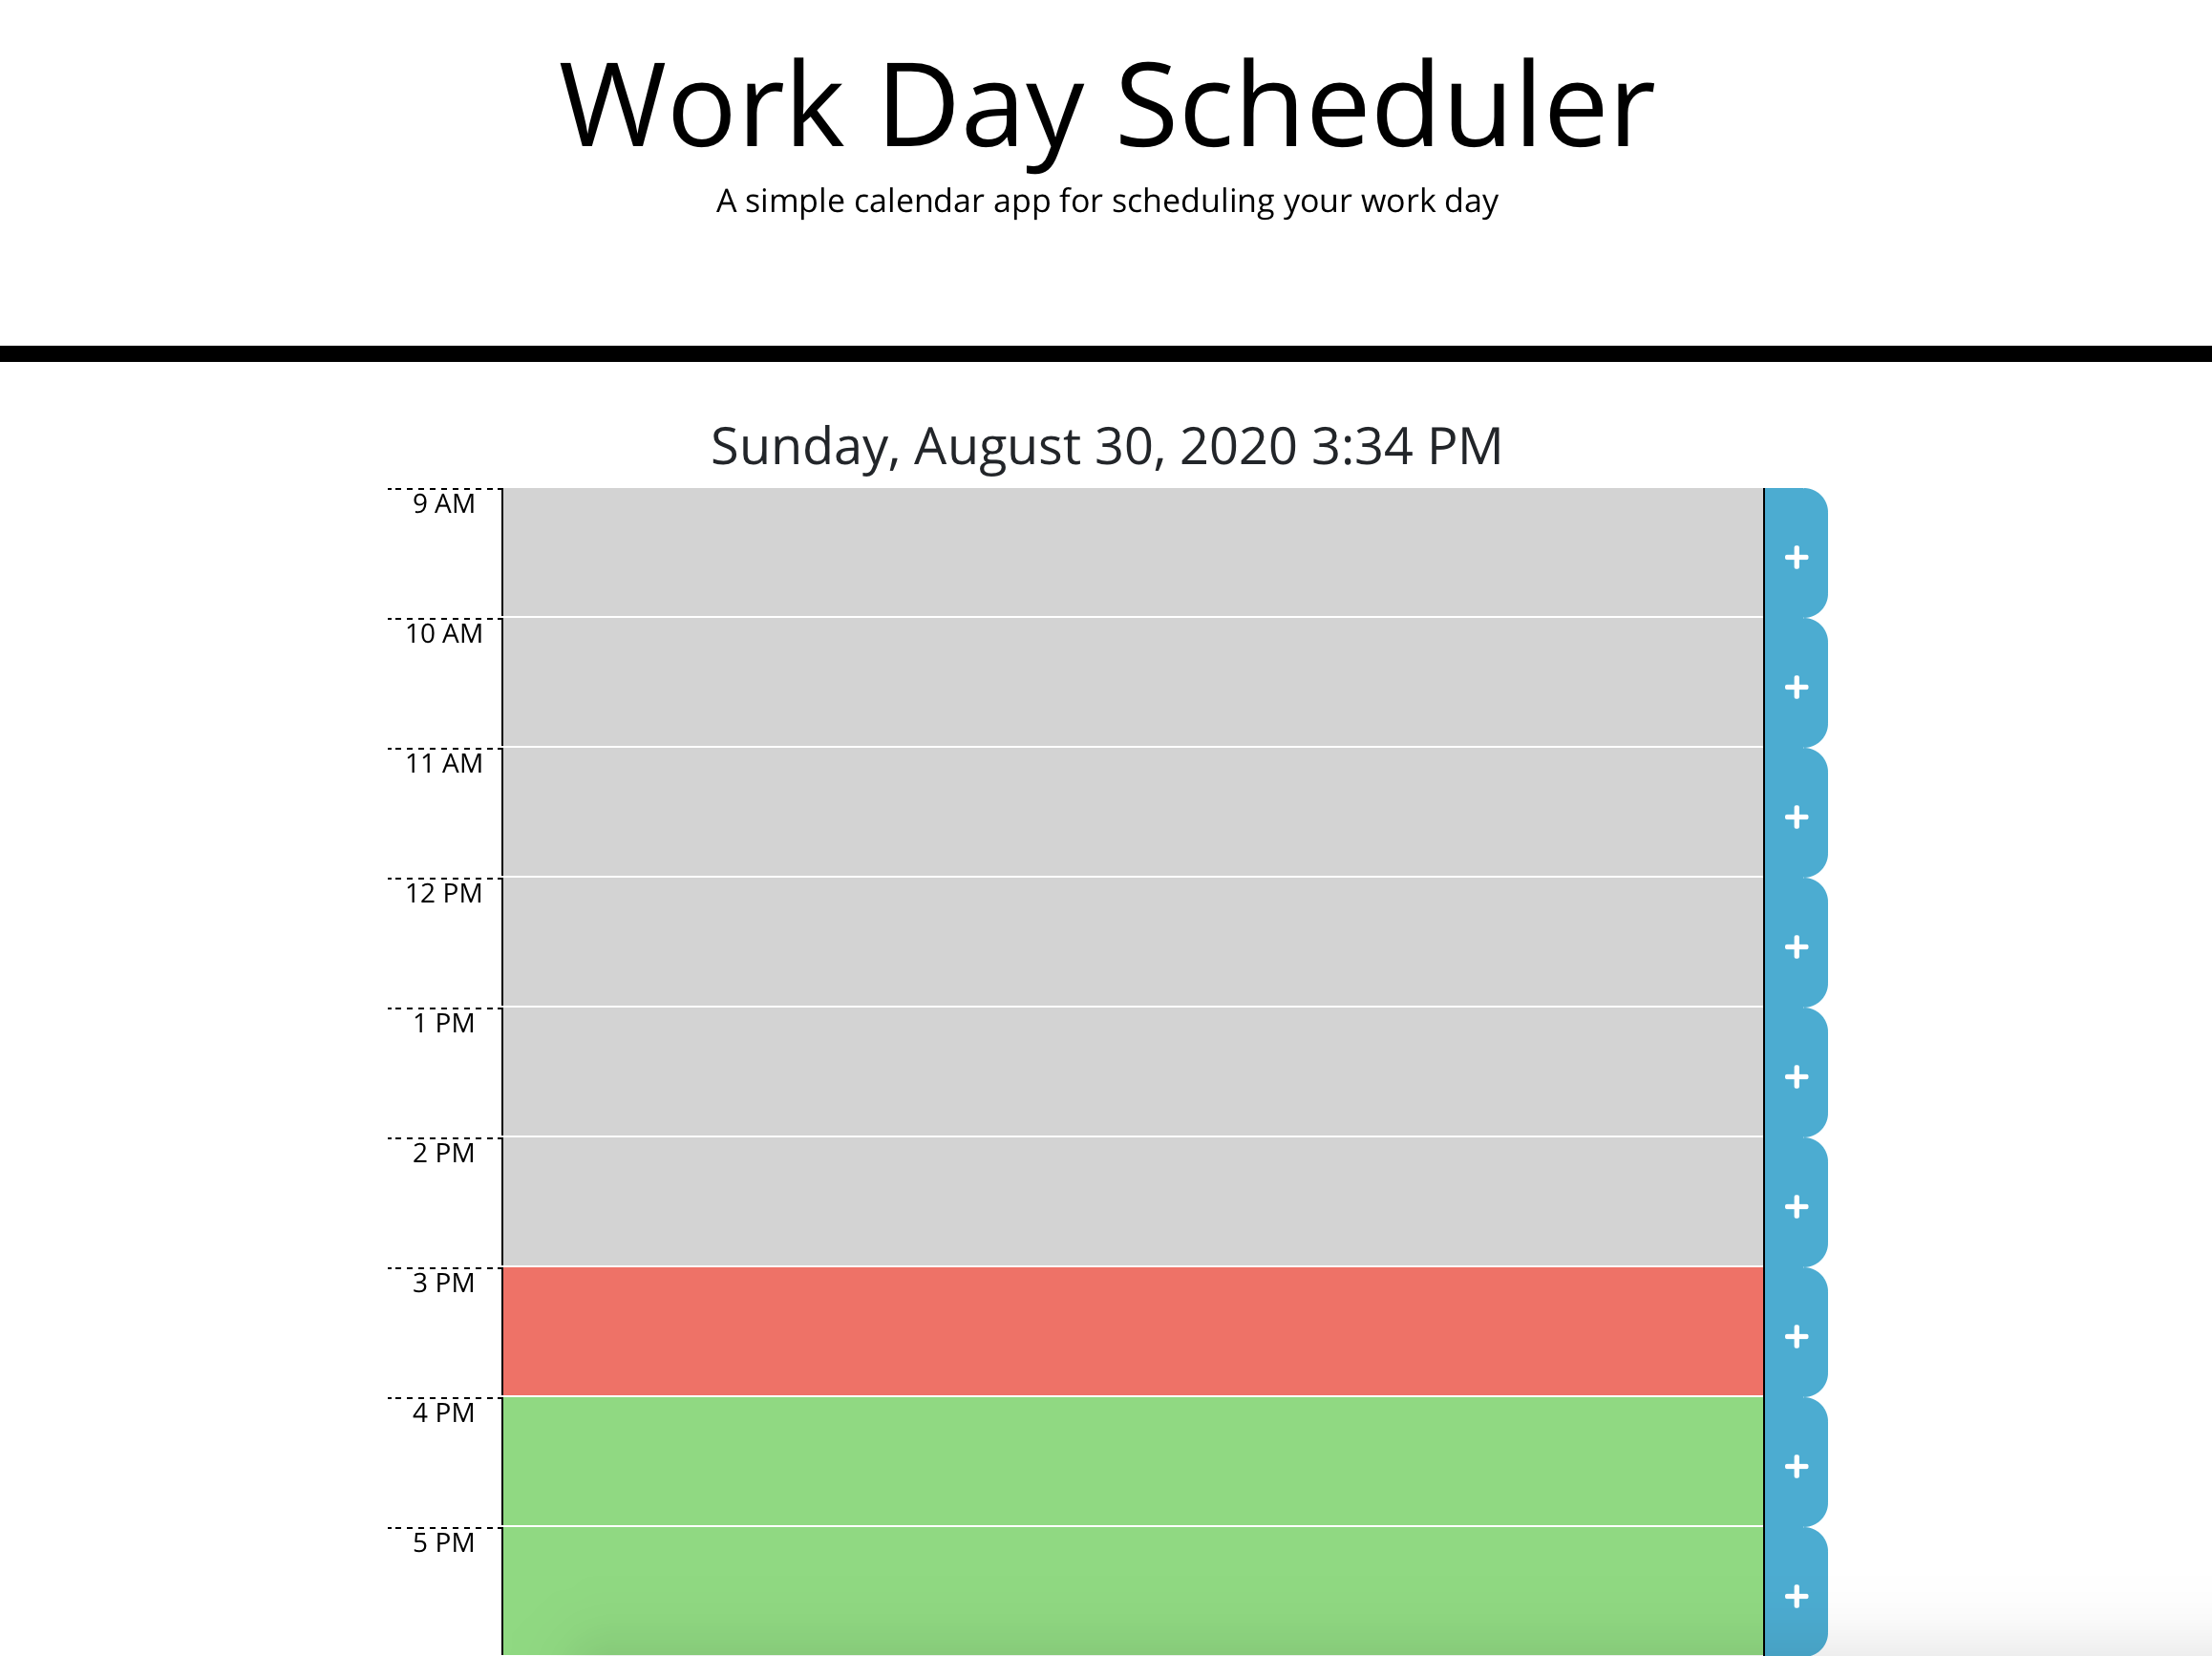 Work Day Scheduler
A simple calendar app for scheduling your work day
Sunday, August 30, 2020 3:34 PM
9 AM
+
10 AM
+
11 AM
+
12 PM
+
1 PM
+
2 PM
+
3 PM
+
4 PM
+
5 PM
+